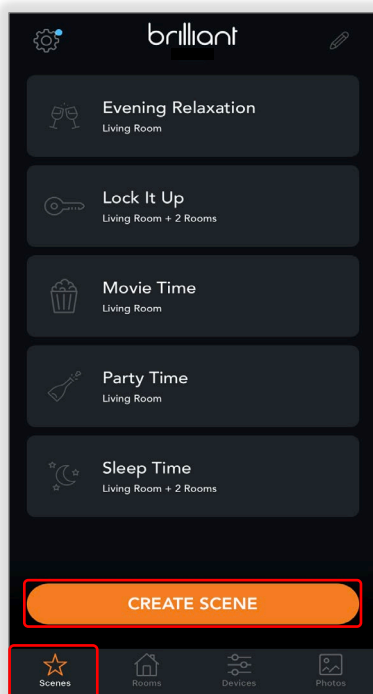 brilliant
Evening Relaxation
Living Room
Lock It Up
Living Room + 2 Rooms
Movie Time
Living Room
Party Time
Living Room
Sleep Time
Living Room + 2 Rooms
CREATE SCENE
Scenes Rooms Devices Photos